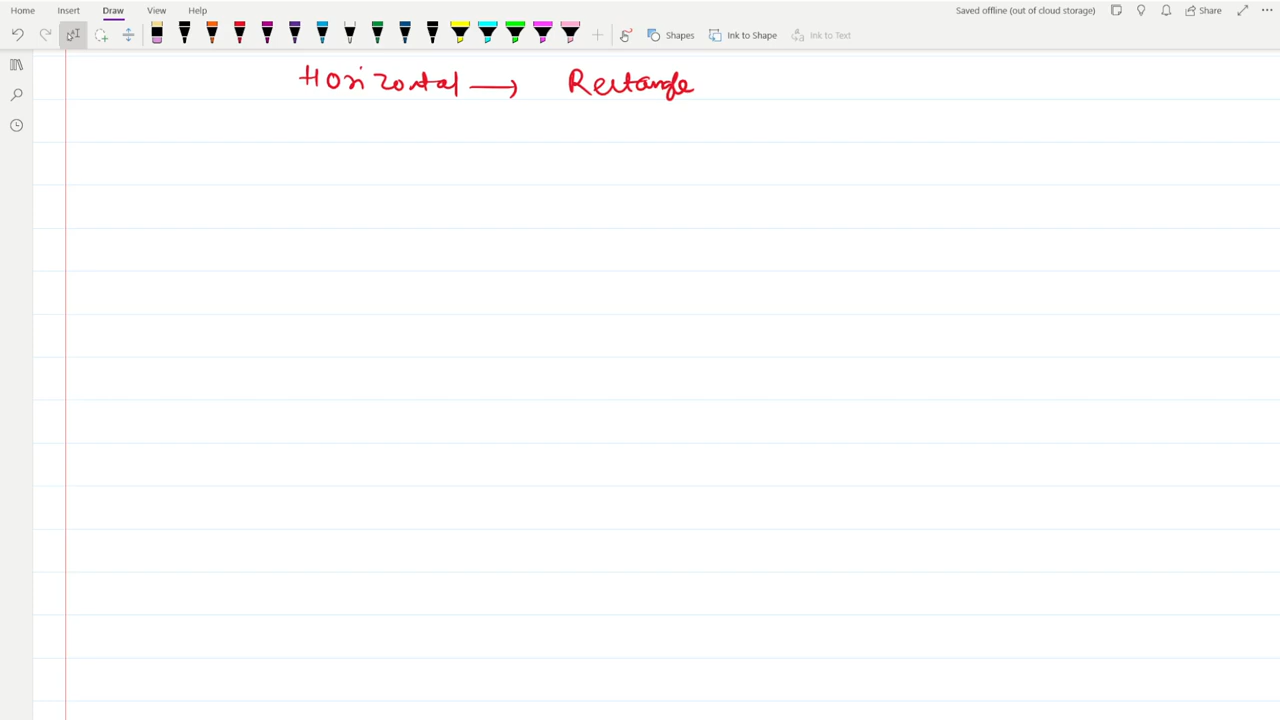 Home Insert Draw View Help Saved offline (out of cloud storage) Share
Shapes Ink to Shape Ink to Text
Horizontal → Rectangle